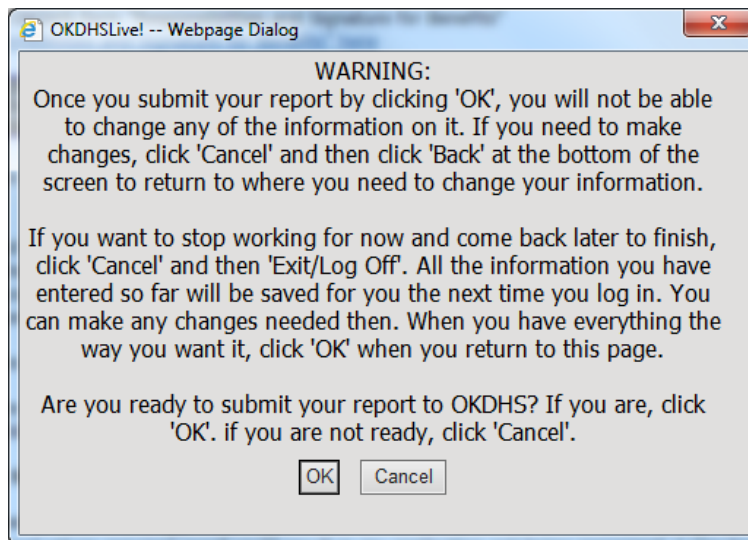 OKDHSLive! -- Webpage Dialog
WARNING:
Once you submit your report by clicking 'OK', you will not be able
to change any of the information on it. If you need to make
changes, click 'Cancel' and then click 'Back' at the bottom of the
screen to return to where you need to change your information.
If you want to stop working for now and come back later to finish,
click 'Cancel' and then 'Exit/Log Off'. All the information you have
entered so far will be saved for you the next time you log in. You
can make any changes needed then. When you have everything the
way you want it, click 'OK' when you return to this page.
Are you ready to submit your report to OKDHS? If you are, click
'OK'. if you are not ready, click 'Cancel'.
OK Cancel